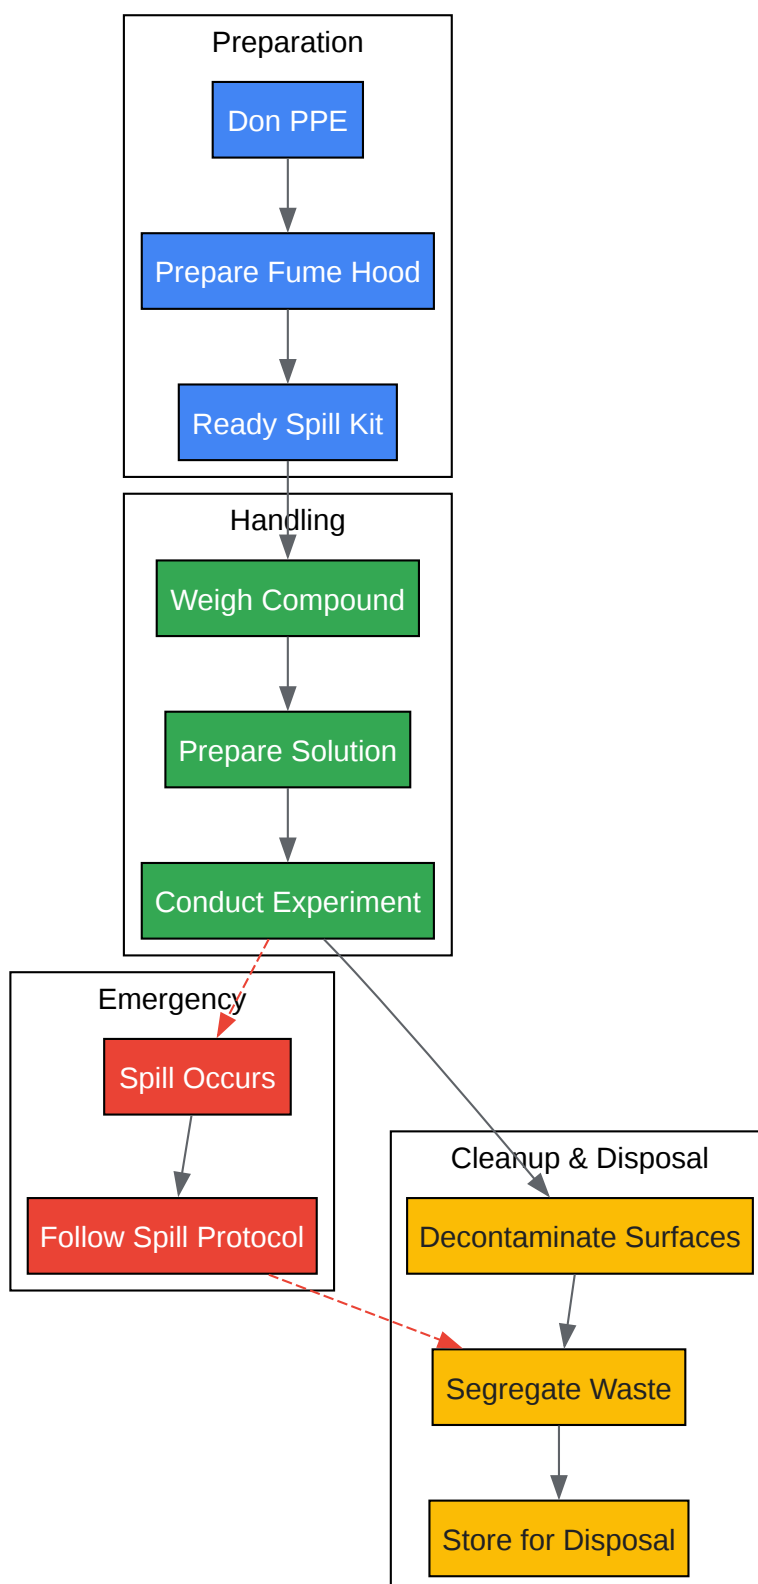 Preparation
Don PPE
Prepare Fume Hood
Ready Spill Kit
Handling
Weigh Compound
Prepare Solution
Conduct Experiment
Emergency
Spill Occurs
Follow Spill Protocol
Cleanup & Disposal
Decontaminate Surfaces
Segregate Waste
Store for Disposal